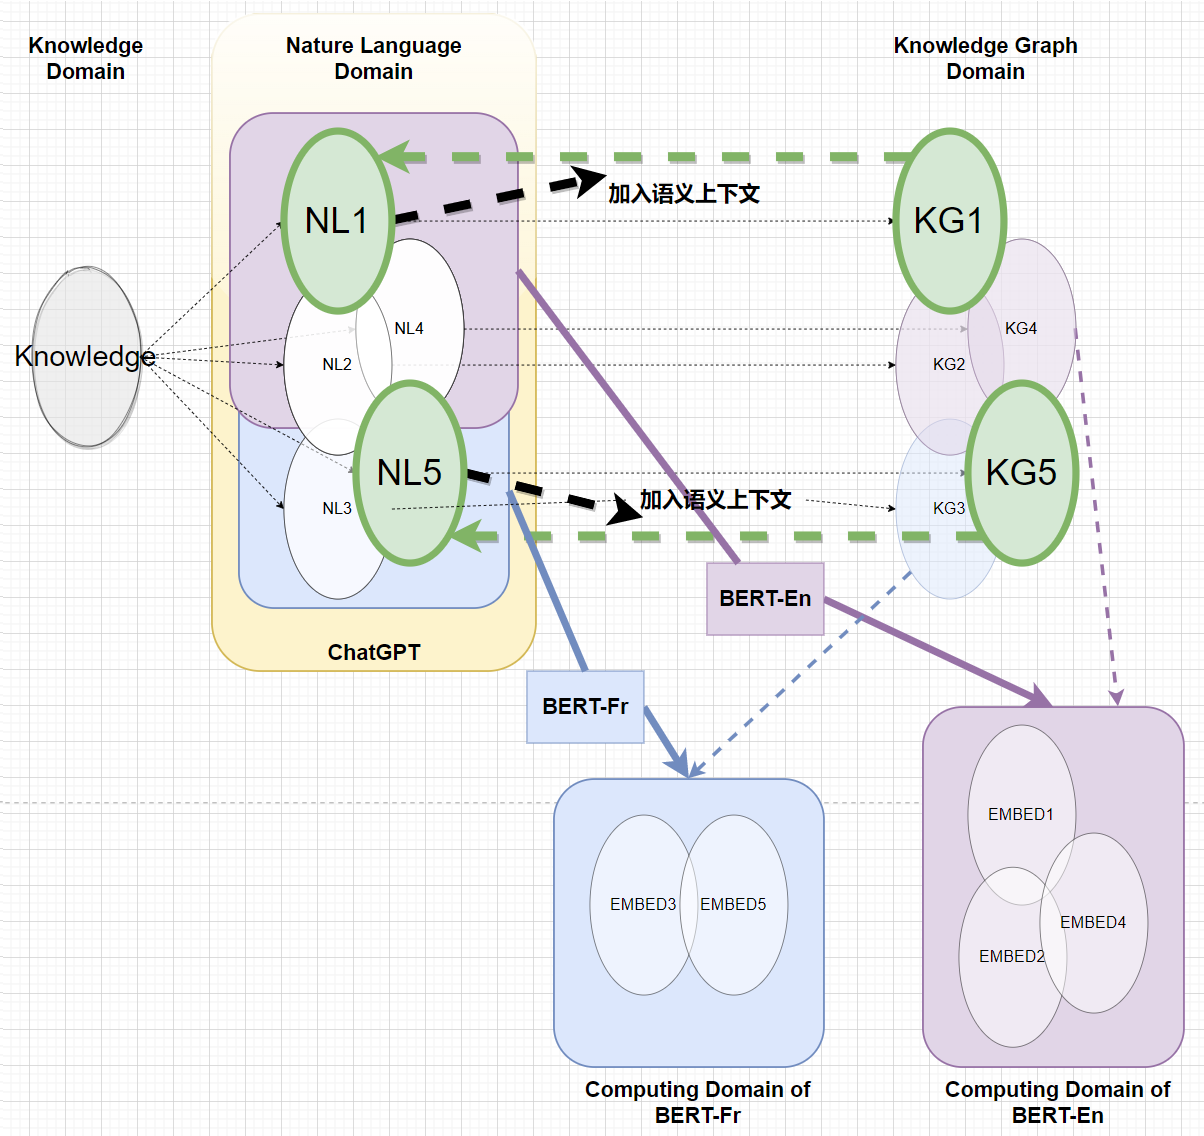 Knowledge
Domain
Nature Language
Domain
Knowledge Graph
Domain
NL1
加入语义上下文
KG1
NL4
KG4
Knowledge
NL2
KG2
NL5
KG5
NL3
加入语义上下文
KG3
BERT-En
ChatGPT
BERT-Fr
EMBED1
EMBED3
EMBED5
EMBED4
EMBED2
Computing Domain of
BERT-Fr
Computing Domain of
BERT-En